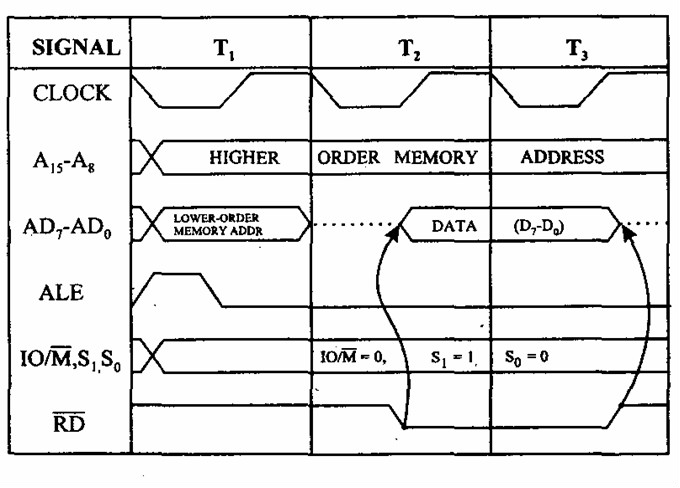 SIGNAL T₁ T₂ T₃
CLOCK
A₁₅-A₈ HIGHER ORDER MEMORY ADDRESS
AD₇-AD₀ LOWER-ORDER MEMORY ADDR DATA (D₇-D₀)
ALE
IO/M̅,S₁,S₀ IO/M̅ = 0, S₁ = 1, S₀ = 0
R̅D̅